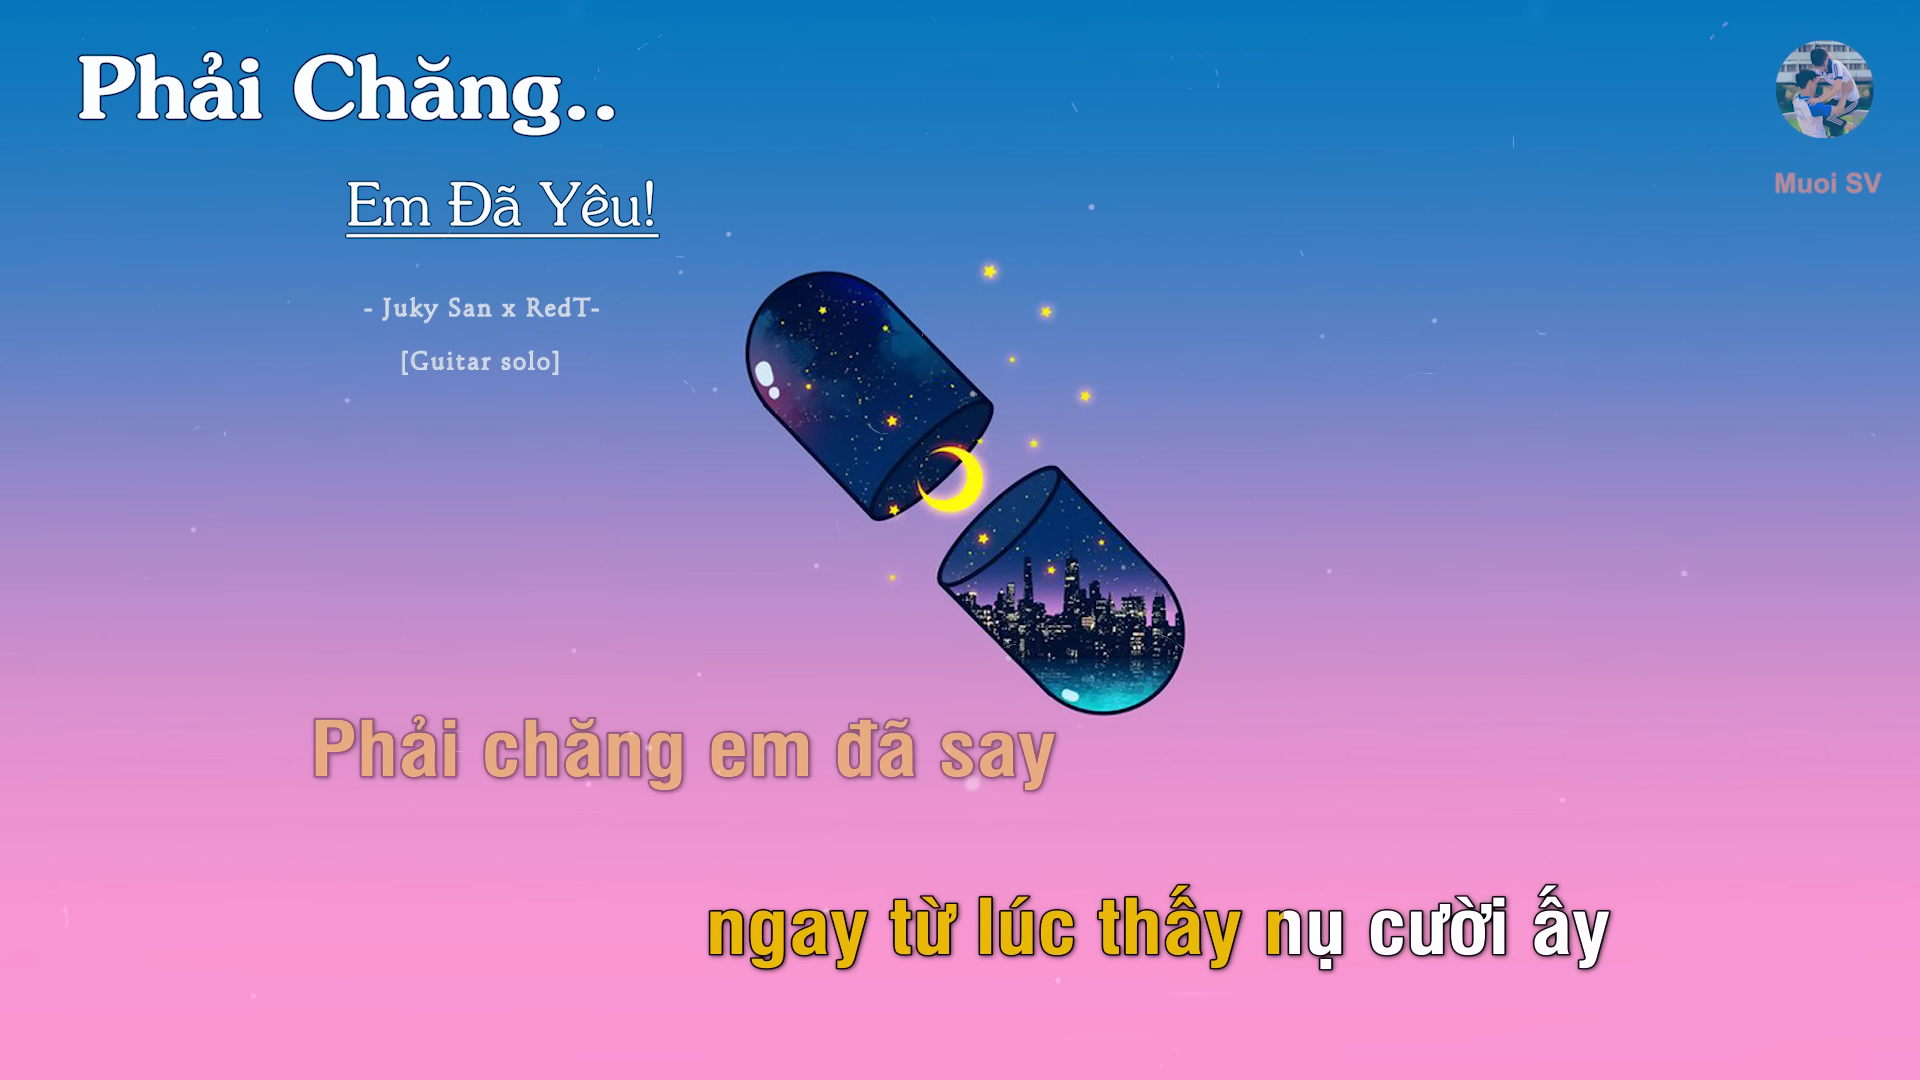 Phải Chăng..
Em Đã Yêu!
- Juky San x RedT-
[Guitar solo]
Muoi SV
Phải chăng em đã say
ngay từ lúc thấy nụ cười ấy